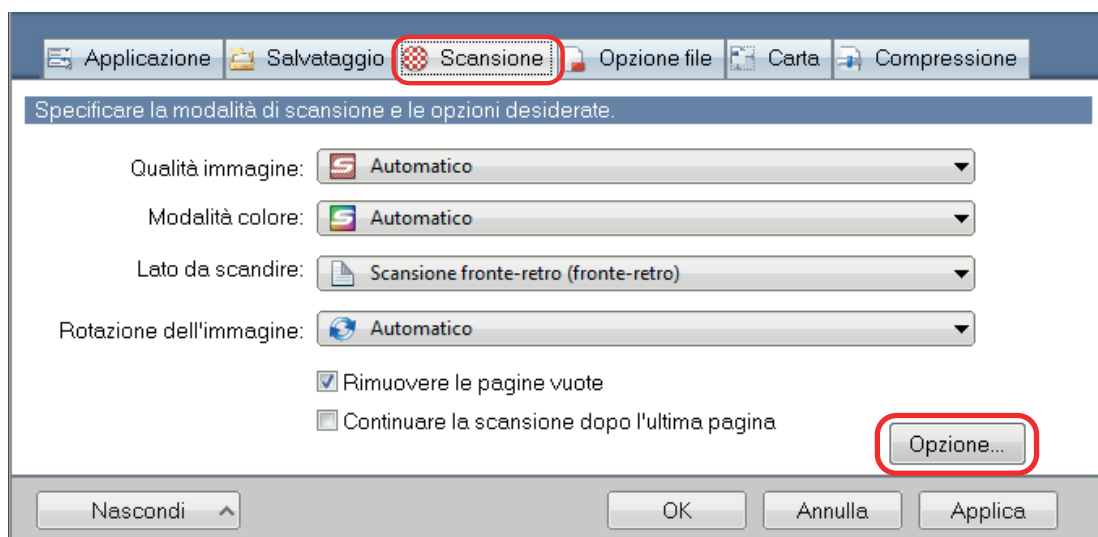 Applicazione Salvataggio Scansione Opzione file Carta Compressione
Specificare la modalità di scansione e le opzioni desiderate.
Qualità immagine: Automatico
Modalità colore: Automatico
Lato da scandire: Scansione fronte-retro (fronte-retro)
Rotazione dell'immagine: Automatico
Rimuovere le pagine vuote
Continuare la scansione dopo l'ultima pagina
Opzione...
Nascondi OK Annulla Applica